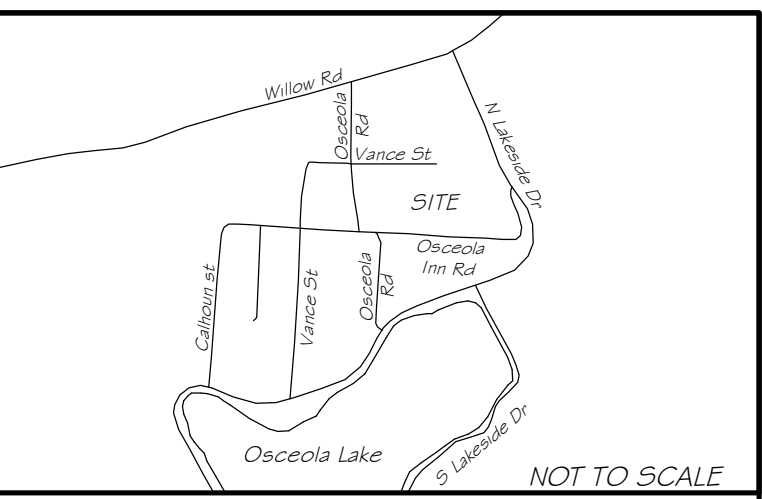 Willow Rd
Osceola
Rd
N Lakeside Dr
Vance St
SITE
Osceola
Inn Rd
Calhoun st
Vance St
Osceola
Rd
Osceola Lake
S Lakeside Dr
NOT TO SCALE